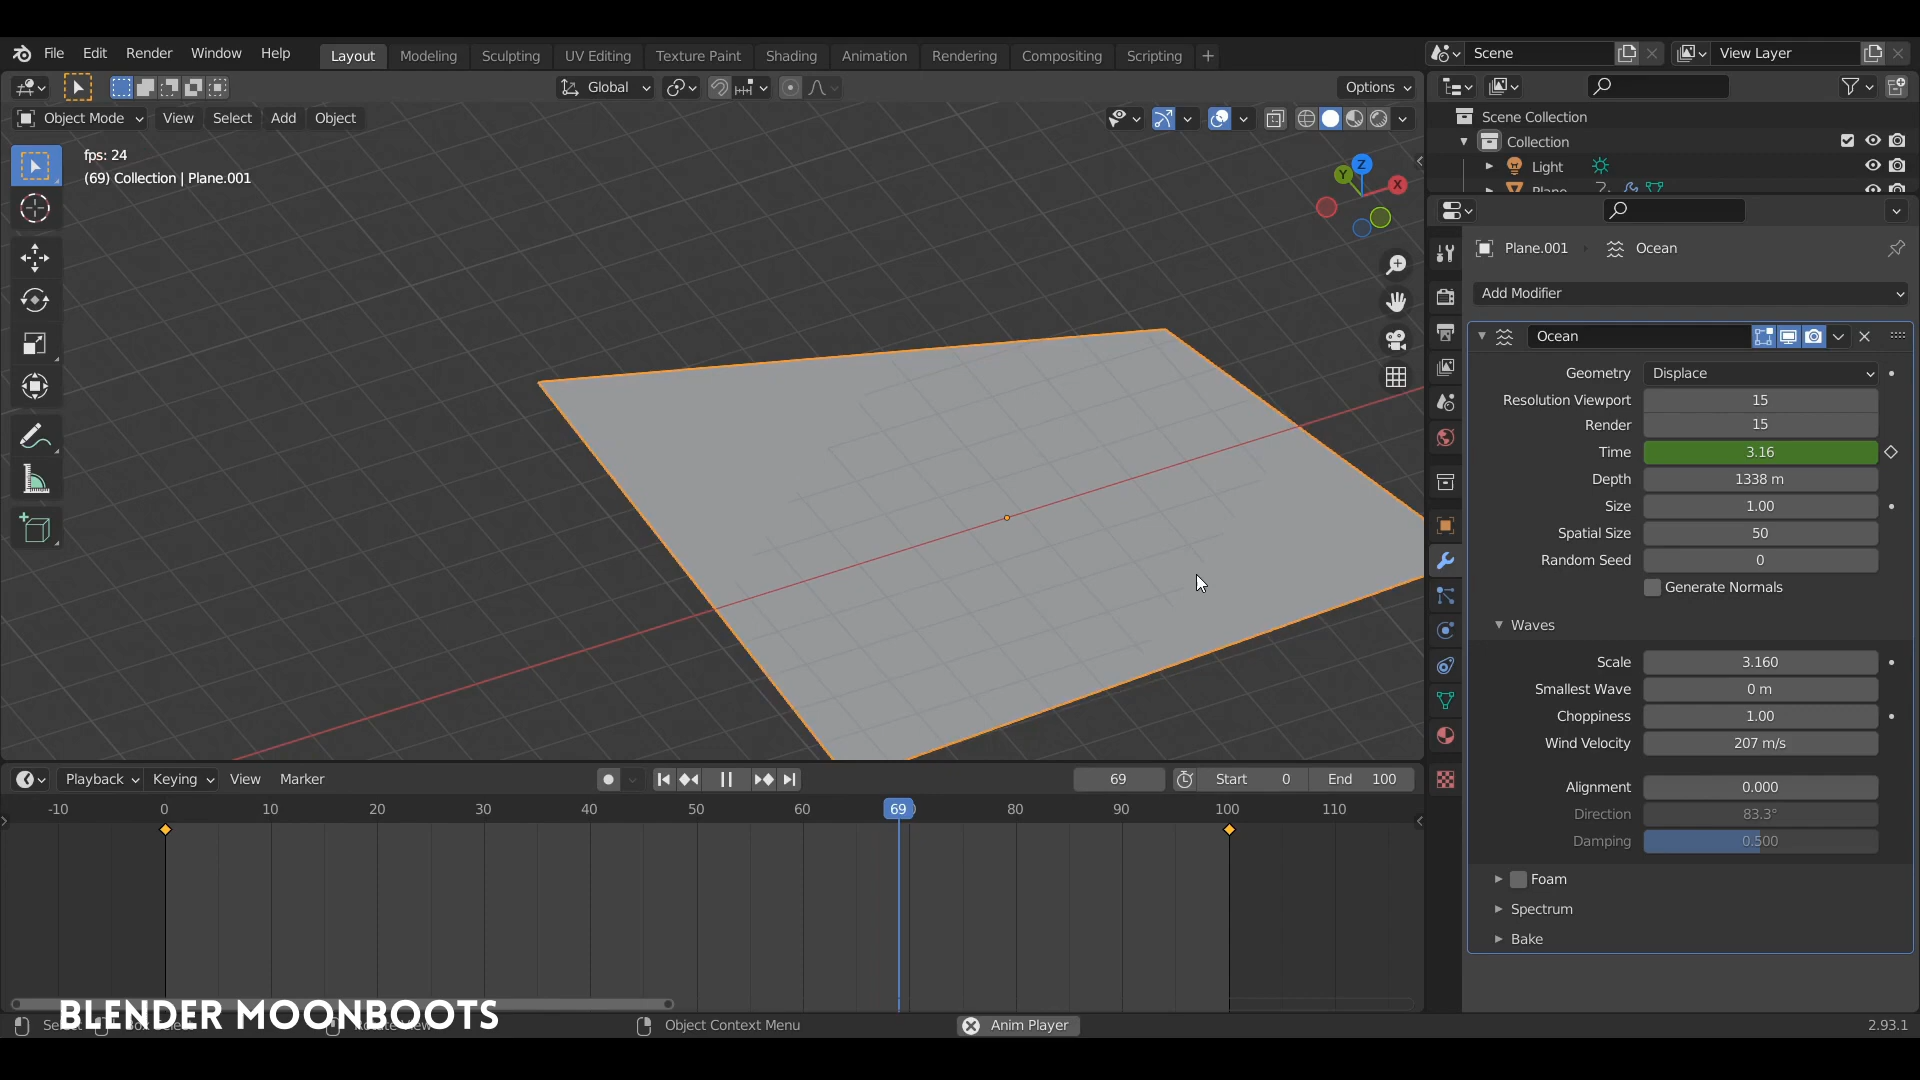 File Edit Render Window Help Layout Modeling Sculpting UV Editing Texture Paint Shading Animation Rendering Compositing Scripting + Scene View Layer
Global Options
Object Mode View Select Add Object
Scene Collection
Collection
Light
Plane
fps: 24
(69) Collection | Plane.001
Z
Y
X
Plane.001 Ocean
Add Modifier
Ocean
Geometry Displace
Resolution Viewport 15
Render 15
Time 3.16
Depth 1338 m
Size 1.00
Spatial Size 50
Random Seed 0
Generate Normals
Waves
Scale 3.160
Smallest Wave 0 m
Choppiness 1.00
Wind Velocity 207 m/s
Alignment 0.000
Direction 83.3°
Damping 0.500
Foam
Spectrum
Bake
Playback Keying View Marker 69 Start 0 End 100
-10 0 10 20 30 40 50 60 69 80 90 100 110
BLENDER MOONBOOTS
Object Context Menu Anim Player 2.93.1